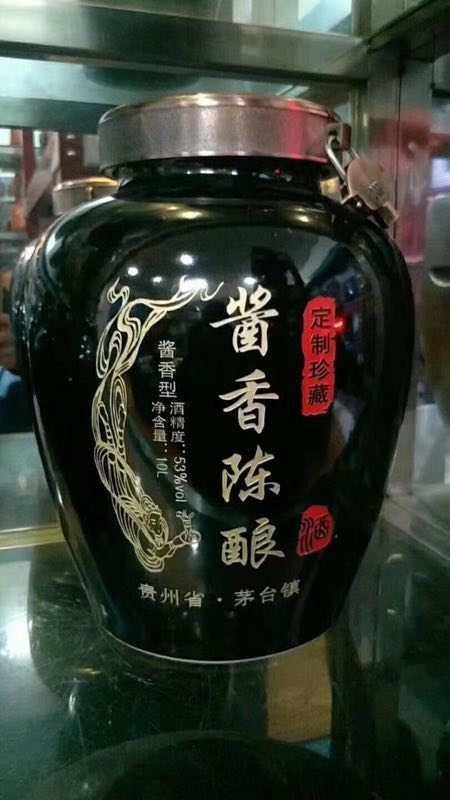 酱香陈酿
定制珍藏
酒
酱香型
酒精度:53%vol
净含量:10L
贵州省·茅台镇